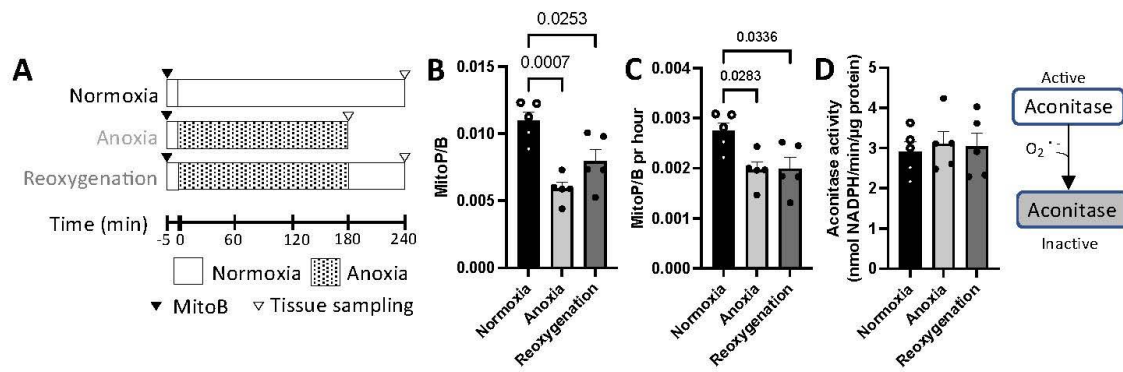 A
Normoxia
Anoxia
Reoxygenation
Time (min)
-5 0 60 120 180 240
Normoxia Anoxia
MitoB Tissue sampling
B
0.0253
0.0007
MitoP/B
0.015
0.010
0.005
0.000
Normoxia
Anoxia
Reoxygenation
C
0.0336
0.0283
MitoP/B pr hour
0.004
0.003
0.002
0.001
0.000
Normoxia
Anoxia
Reoxygenation
D
Aconitase activity
(nmol NADPH/min/µg protein)
5
4
3
2
1
0
Normoxia
Anoxia
Reoxygenation
Active
Aconitase
O₂˙⁻
Aconitase
Inactive